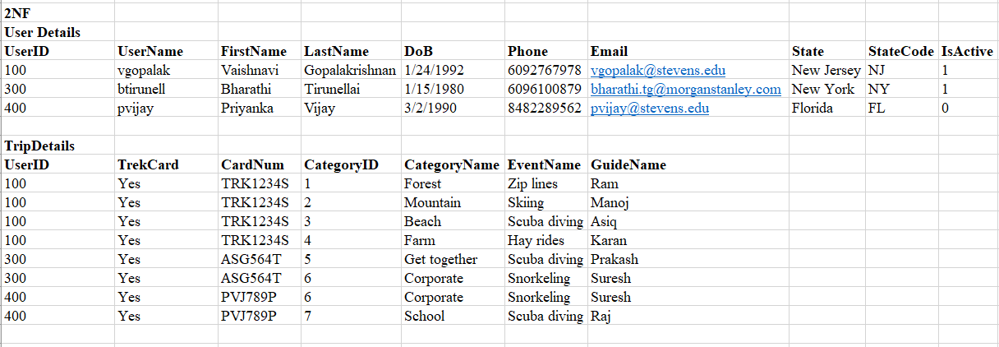 2NF
User Details
UserID UserName FirstName LastName DoB Phone Email State StateCode IsActive
100 vgopalak Vaishnavi Gopalakrishnan 1/24/1992 6092767978 vgopalak@stevens.edu New Jersey NJ 1
300 btirunell Bharathi Tirunellai 1/15/1980 6096100879 bharathi.tg@morganstanley.com New York NY 1
400 pvijay Priyanka Vijay 3/2/1990 8482289562 pvijay@stevens.edu Florida FL 0
TripDetails
UserID TrekCard CardNum CategoryID CategoryName EventName GuideName
100 Yes TRK1234S 1 Forest Zip lines Ram
100 Yes TRK1234S 2 Mountain Skiing Manoj
100 Yes TRK1234S 3 Beach Scuba diving Asiq
100 Yes TRK1234S 4 Farm Hay rides Karan
300 Yes ASG564T 5 Get together Scuba diving Prakash
300 Yes ASG564T 6 Corporate Snorkeling Suresh
400 Yes PVJ789P 6 Corporate Snorkeling Suresh
400 Yes PVJ789P 7 School Scuba diving Raj